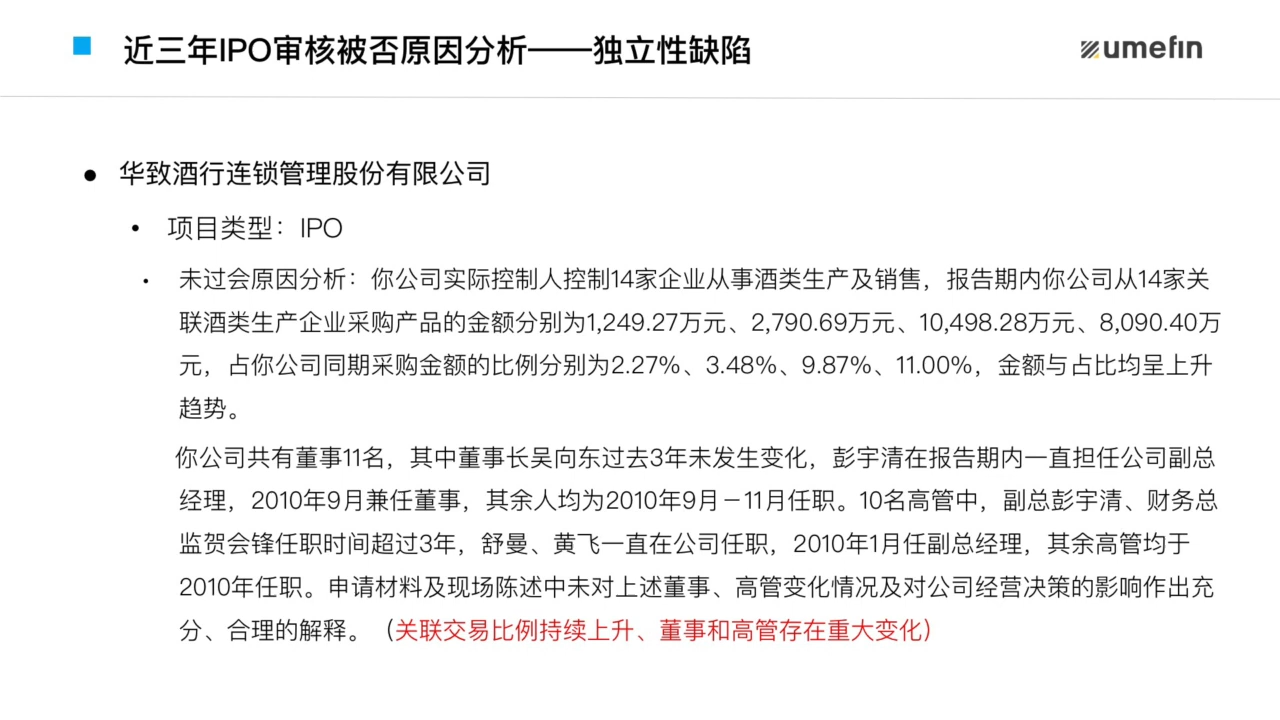 近三年IPO审核被否原因分析——独立性缺陷
umefin
● 华致酒行连锁管理股份有限公司
• 项目类型：IPO
• 未过会原因分析：你公司实际控制人控制14家企业从事酒类生产及销售，报告期内你公司从14家关
联酒类生产企业采购产品的金额分别为1,249.27万元、2,790.69万元、10,498.28万元、8,090.40万
元，占你公司同期采购金额的比例分别为2.27%、3.48%、9.87%、11.00%，金额与占比均呈上升
趋势。
你公司共有董事11名，其中董事长吴向东过去3年未发生变化，彭宇清在报告期内一直担任公司副总
经理，2010年9月兼任董事，其余人均为2010年9月－11月任职。10名高管中，副总彭宇清、财务总
监贺会锋任职时间超过3年，舒曼、黄飞一直在公司任职，2010年1月任副总经理，其余高管均于
2010年任职。申请材料及现场陈述中未对上述董事、高管变化情况及对公司经营决策的影响作出充
分、合理的解释。（关联交易比例持续上升、董事和高管存在重大变化）